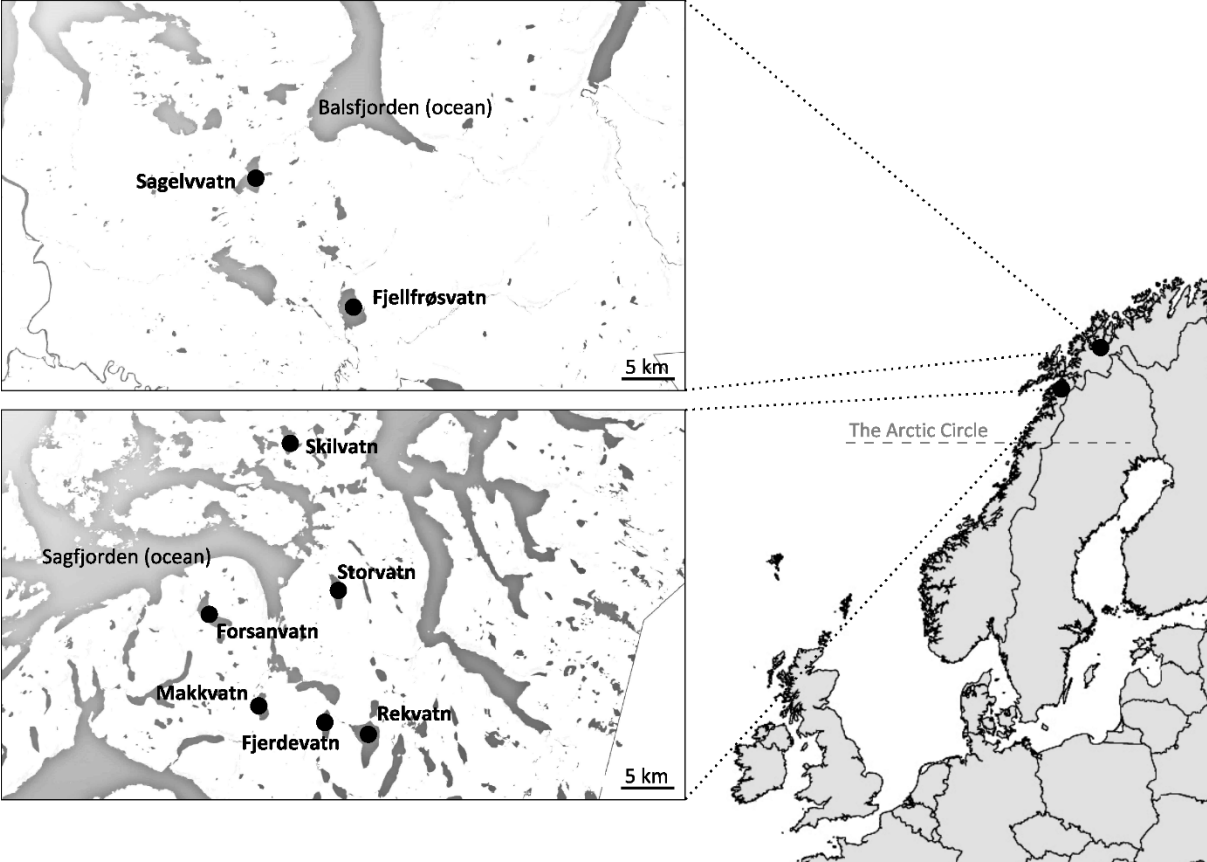 Balsfjorden (ocean)
Sagelvvatn
Fjellfrøsvatn
5 km
Skilvatn
Sagfjorden (ocean)
Storvatn
Forsanvatn
Makkvatn
Rekvatn
Fjerdevatn
5 km
The Arctic Circle